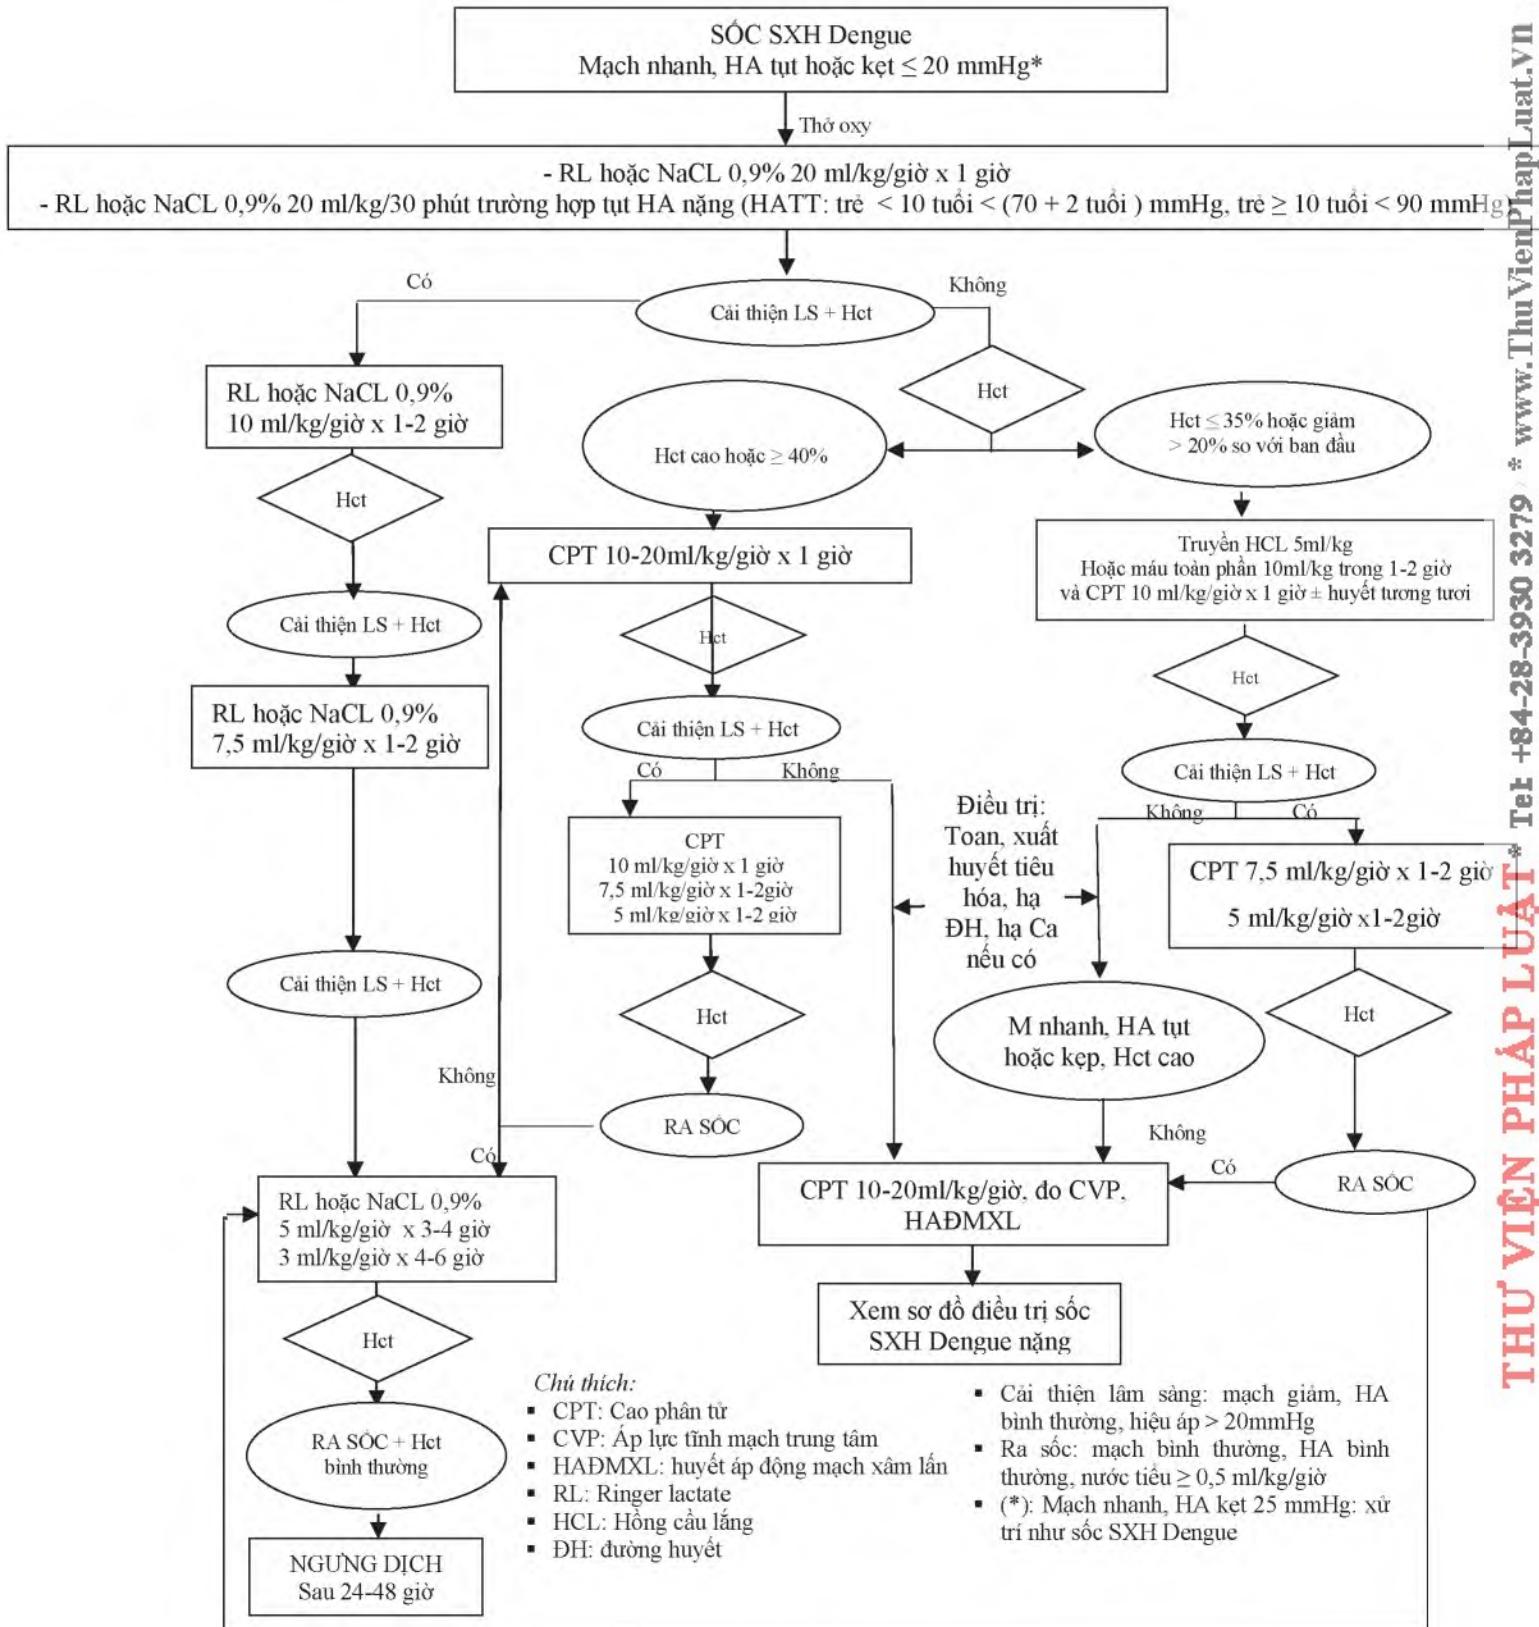 SỐC SXH Dengue
Mạch nhanh, HA tụt hoặc kẹt ≤ 20 mmHg*
Thở oxy
- RL hoặc NaCL 0,9% 20 ml/kg/giờ x 1 giờ
- RL hoặc NaCL 0,9% 20 ml/kg/30 phút trường hợp tụt HA nặng (HATT: trẻ < 10 tuổi < (70 + 2 tuổi ) mmHg, trẻ ≥ 10 tuổi < 90 mmHg)
Có
Cải thiện LS + Hct
Không
RL hoặc NaCL 0,9%
10 ml/kg/giờ x 1-2 giờ
Hct
Hct cao hoặc ≥ 40%
Hct ≤ 35% hoặc giảm
> 20% so với ban đầu
Hct
CPT 10-20ml/kg/giờ x 1 giờ
Truyền HCL 5ml/kg
Hoặc máu toàn phần 10ml/kg trong 1-2 giờ
và CPT 10 ml/kg/giờ x 1 giờ ± huyết tương tươi
Cải thiện LS + Hct
Hct
Hct
RL hoặc NaCL 0,9%
7,5 ml/kg/giờ x 1-2 giờ
Cải thiện LS + Hct
Cải thiện LS + Hct
Có
Không
Không
Có
CPT
10 ml/kg/giờ x 1 giờ
7,5 ml/kg/giờ x 1-2giờ
5 ml/kg/giờ x 1-2 giờ
Điều trị:
Toan, xuất
huyết tiêu
hóa, hạ
ĐH, hạ Ca
nếu có
CPT 7,5 ml/kg/giờ x 1-2 giờ
5 ml/kg/giờ x1-2giờ
Cải thiện LS + Hct
Hct
M nhanh, HA tụt
hoặc kẹp, Hct cao
Hct
Không
RA SỐC
Không
Có
Có
RA SỐC
RL hoặc NaCL 0,9%
5 ml/kg/giờ x 3-4 giờ
3 ml/kg/giờ x 4-6 giờ
CPT 10-20ml/kg/giờ, đo CVP,
HAĐMXL
Hct
Xem sơ đồ điều trị sốc
SXH Dengue nặng
RA SỐC + Hct
bình thường
NGƯNG DỊCH
Sau 24-48 giờ
Chú thích:
▪ CPT: Cao phân tử
▪ CVP: Áp lực tĩnh mạch trung tâm
▪ HAĐMXL: huyết áp động mạch xâm lấn
▪ RL: Ringer lactate
▪ HCL: Hồng cầu lắng
▪ ĐH: đường huyết
▪ Cải thiện lâm sàng: mạch giảm, HA
bình thường, hiệu áp > 20mmHg
▪ Ra sốc: mạch bình thường, HA bình
thường, nước tiểu ≥ 0,5 ml/kg/giờ
▪ (*): Mạch nhanh, HA kẹt 25 mmHg: xử
trí như sốc SXH Dengue
THƯ VIỆN PHÁP LUẬT * Tel: +84-28-3930 3279 * www.ThuVienPhapLuat.vn